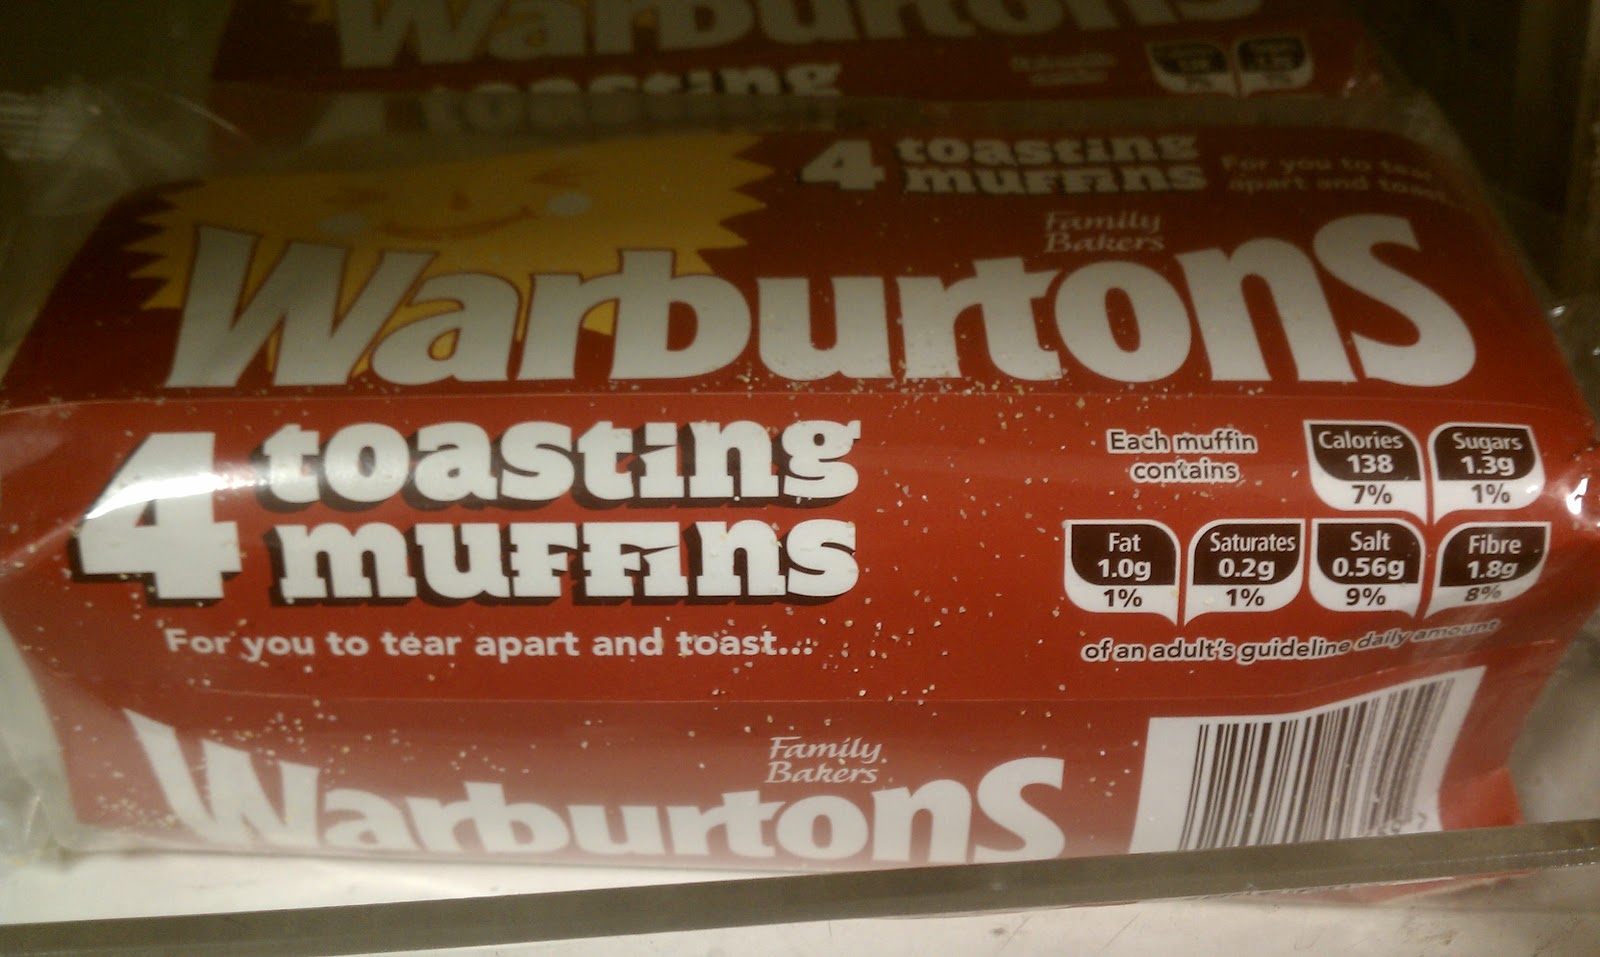 Warburtons
toasting
4 toasting
muffins
For you to tear
apart and toast
Family
Bakers
Warburtons
4 toasting
muffins
For you to tear apart and toast...
Each muffin
contains
Calories
138
7%
Sugars
1.3g
1%
Fat
1.0g
1%
Saturates
0.2g
1%
Salt
0.56g
9%
Fibre
1.8g
8%
of an adult's guideline daily amount
Family
Bakers
Warburtons